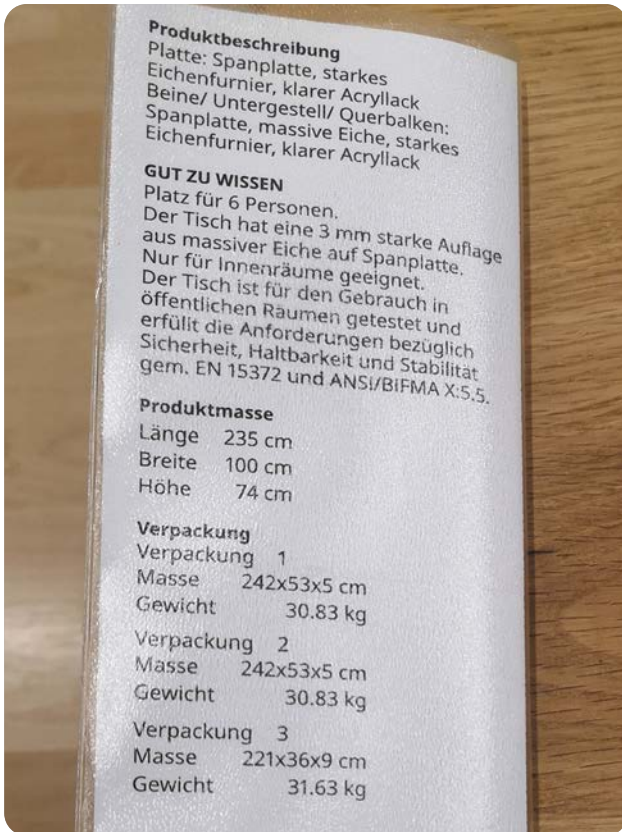 Produktbeschreibung
Platte: Spanplatte, starkes
Eichenfurnier, klarer Acryllack
Beine/ Untergestell/ Querbalken:
Spanplatte, massive Eiche, starkes
Eichenfurnier, klarer Acryllack
GUT ZU WISSEN
Platz für 6 Personen.
Der Tisch hat eine 3 mm starke Auflage
aus massiver Eiche auf Spanplatte.
Nur für Innenräume geeignet.
Der Tisch ist für den Gebrauch in
öffentlichen Räumen getestet und
erfüllt die Anforderungen bezüglich
Sicherheit, Haltbarkeit und Stabilität
gem. EN 15372 und ANSI/BIFMA X:5.5.
Produktmasse
Länge 235 cm
Breite 100 cm
Höhe 74 cm
Verpackung
Verpackung 1
Masse 242x53x5 cm
Gewicht 30.83 kg
Verpackung 2
Masse 242x53x5 cm
Gewicht 30.83 kg
Verpackung 3
Masse 221x36x9 cm
Gewicht 31.63 kg